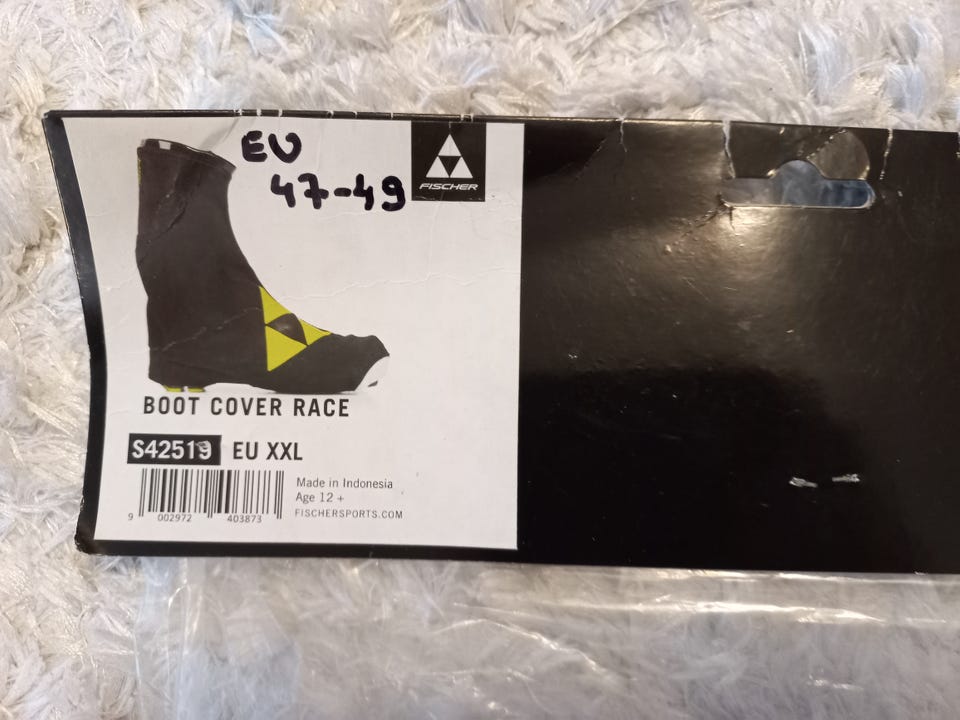 EU
47-49
FISCHER
BOOT COVER RACE
S42519 EU XXL
Made in Indonesia
Age 12 +
FISCHERSPORTS.COM
9 002972 403873